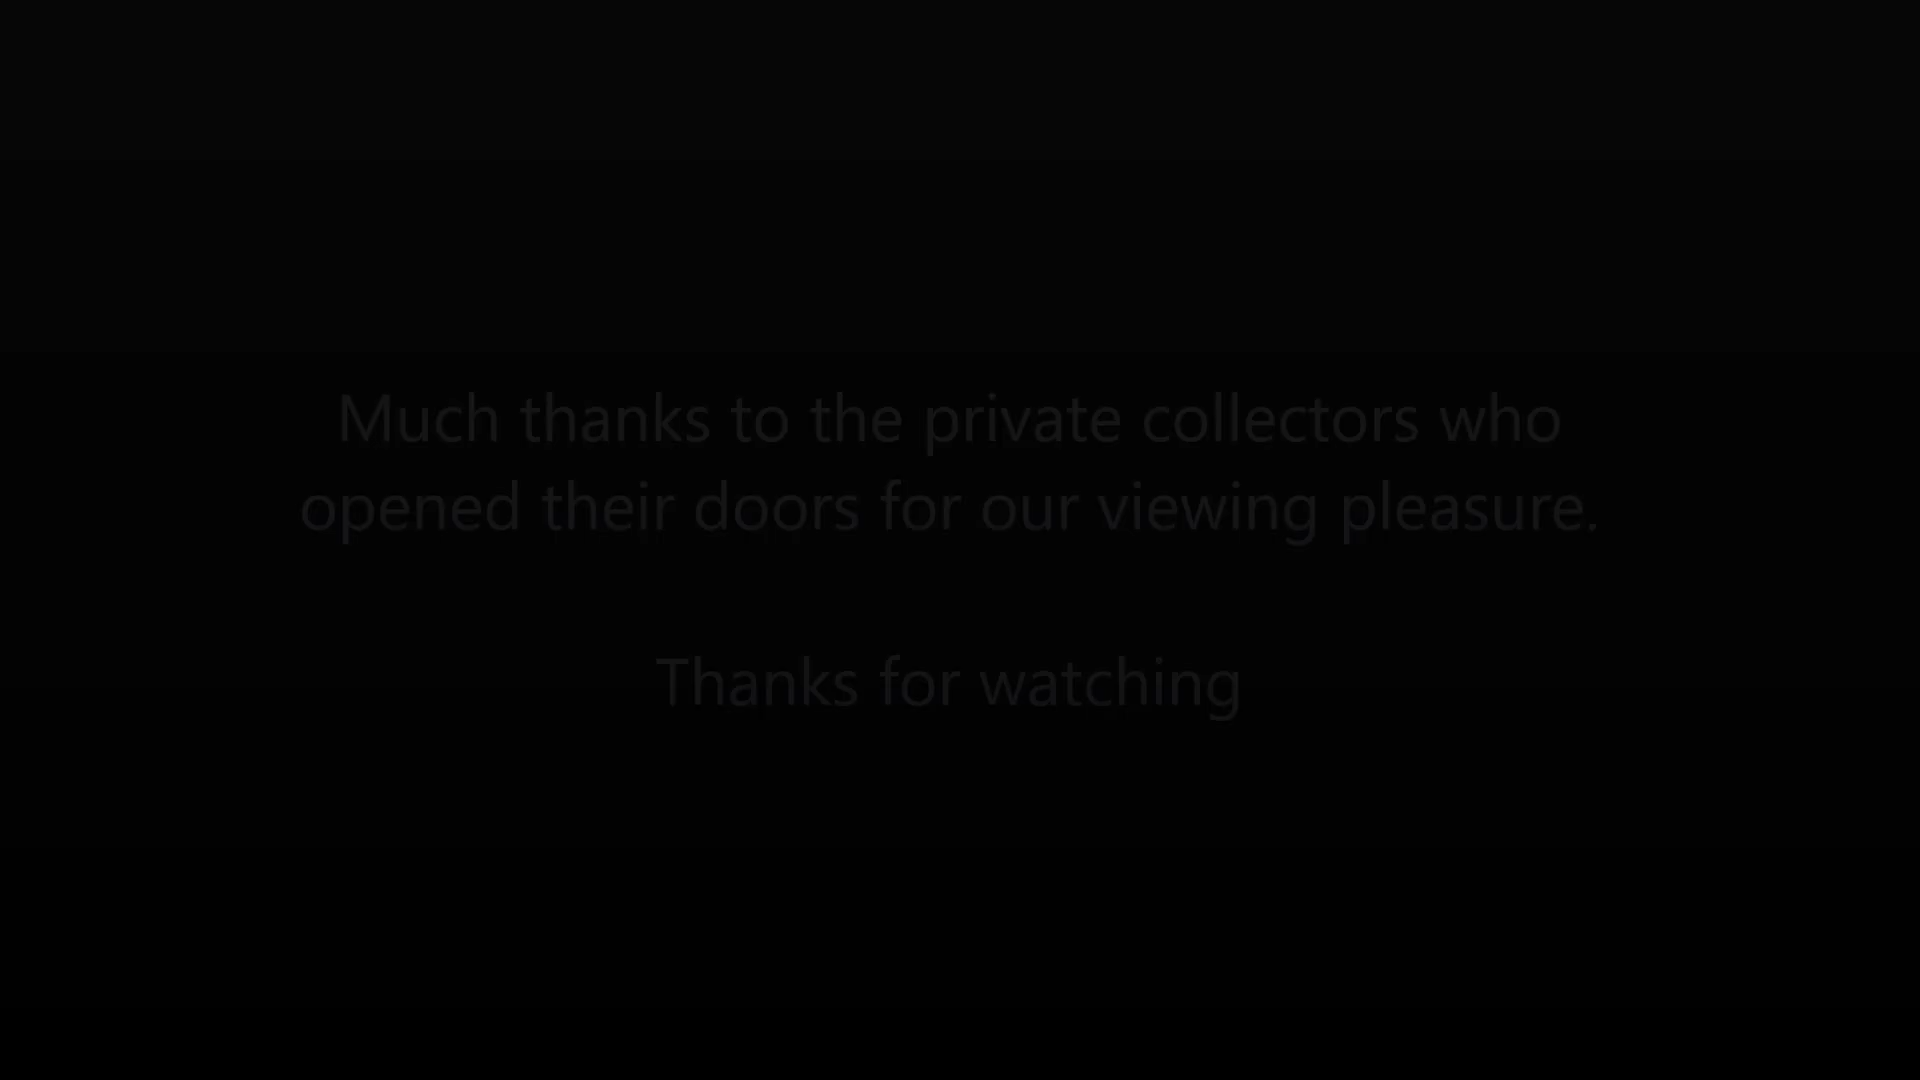 Much thanks to the private collectors who
opened their doors for our viewing pleasure.
Thanks for watching